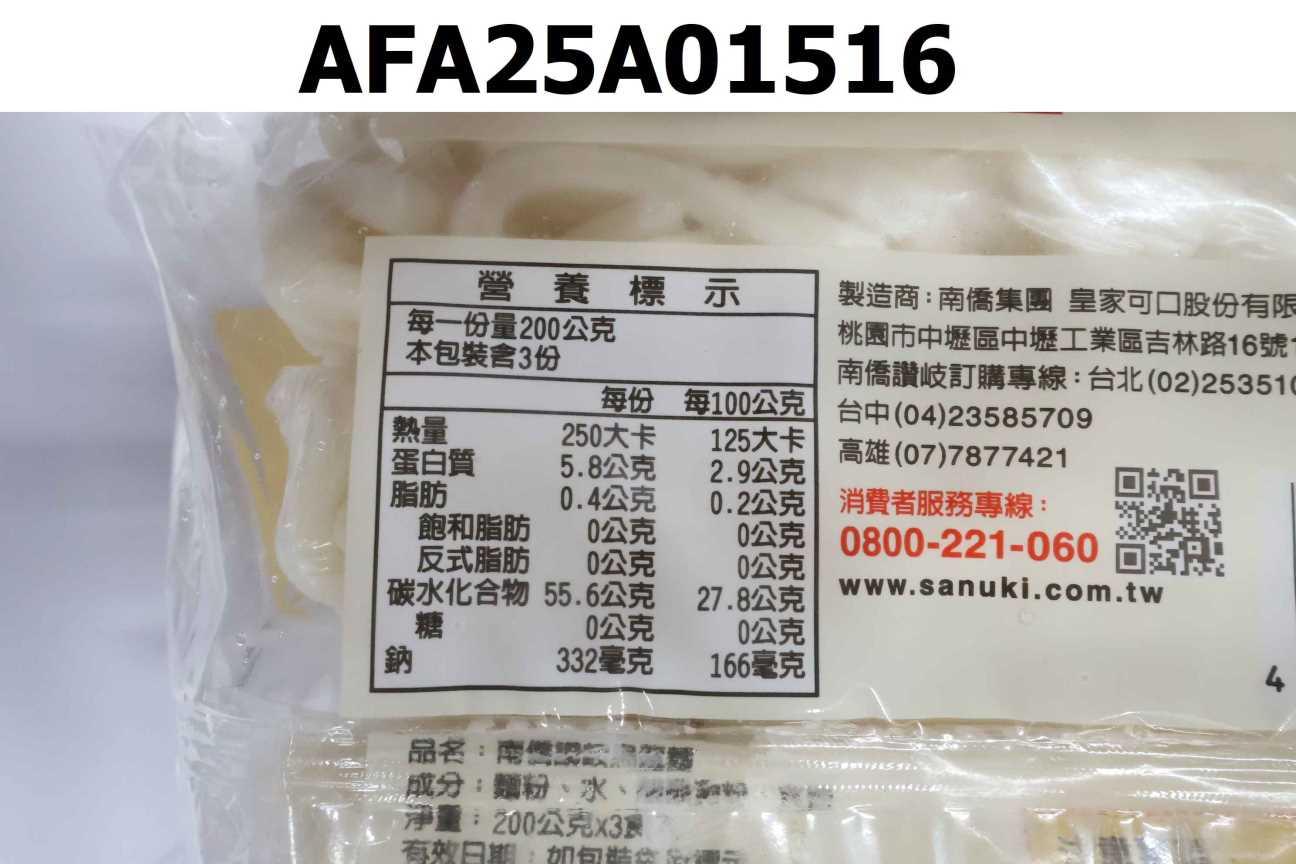 AFA25A01516
營養標示
每一份量200公克
本包裝含3份
每份 每100公克
熱量 250大卡 125大卡
蛋白質 5.8公克 2.9公克
脂肪 0.4公克 0.2公克
飽和脂肪 0公克 0公克
反式脂肪 0公克 0公克
碳水化合物 55.6公克 27.8公克
糖 0公克 0公克
鈉 332毫克 166毫克
製造商:南僑集團 皇家可口股份有限
桃園市中壢區中壢工業區吉林路16號
南僑讚岐訂購專線:台北(02)253510
台中(04)23585709
高雄(07)7877421
消費者服務專線:
0800-221-060
www.sanuki.com.tw
4
品名:南僑
成分:麵粉、水、
淨量:200公克x3
有效日期:如包裝